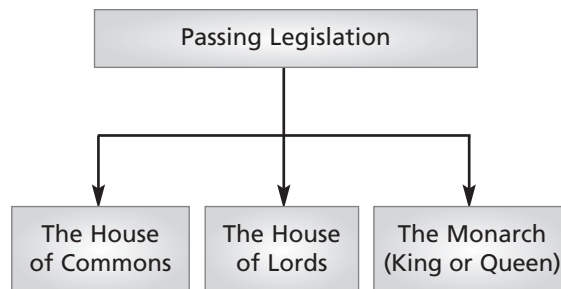 Passing Legislation
The House
of Commons
The House
of Lords
The Monarch
(King or Queen)